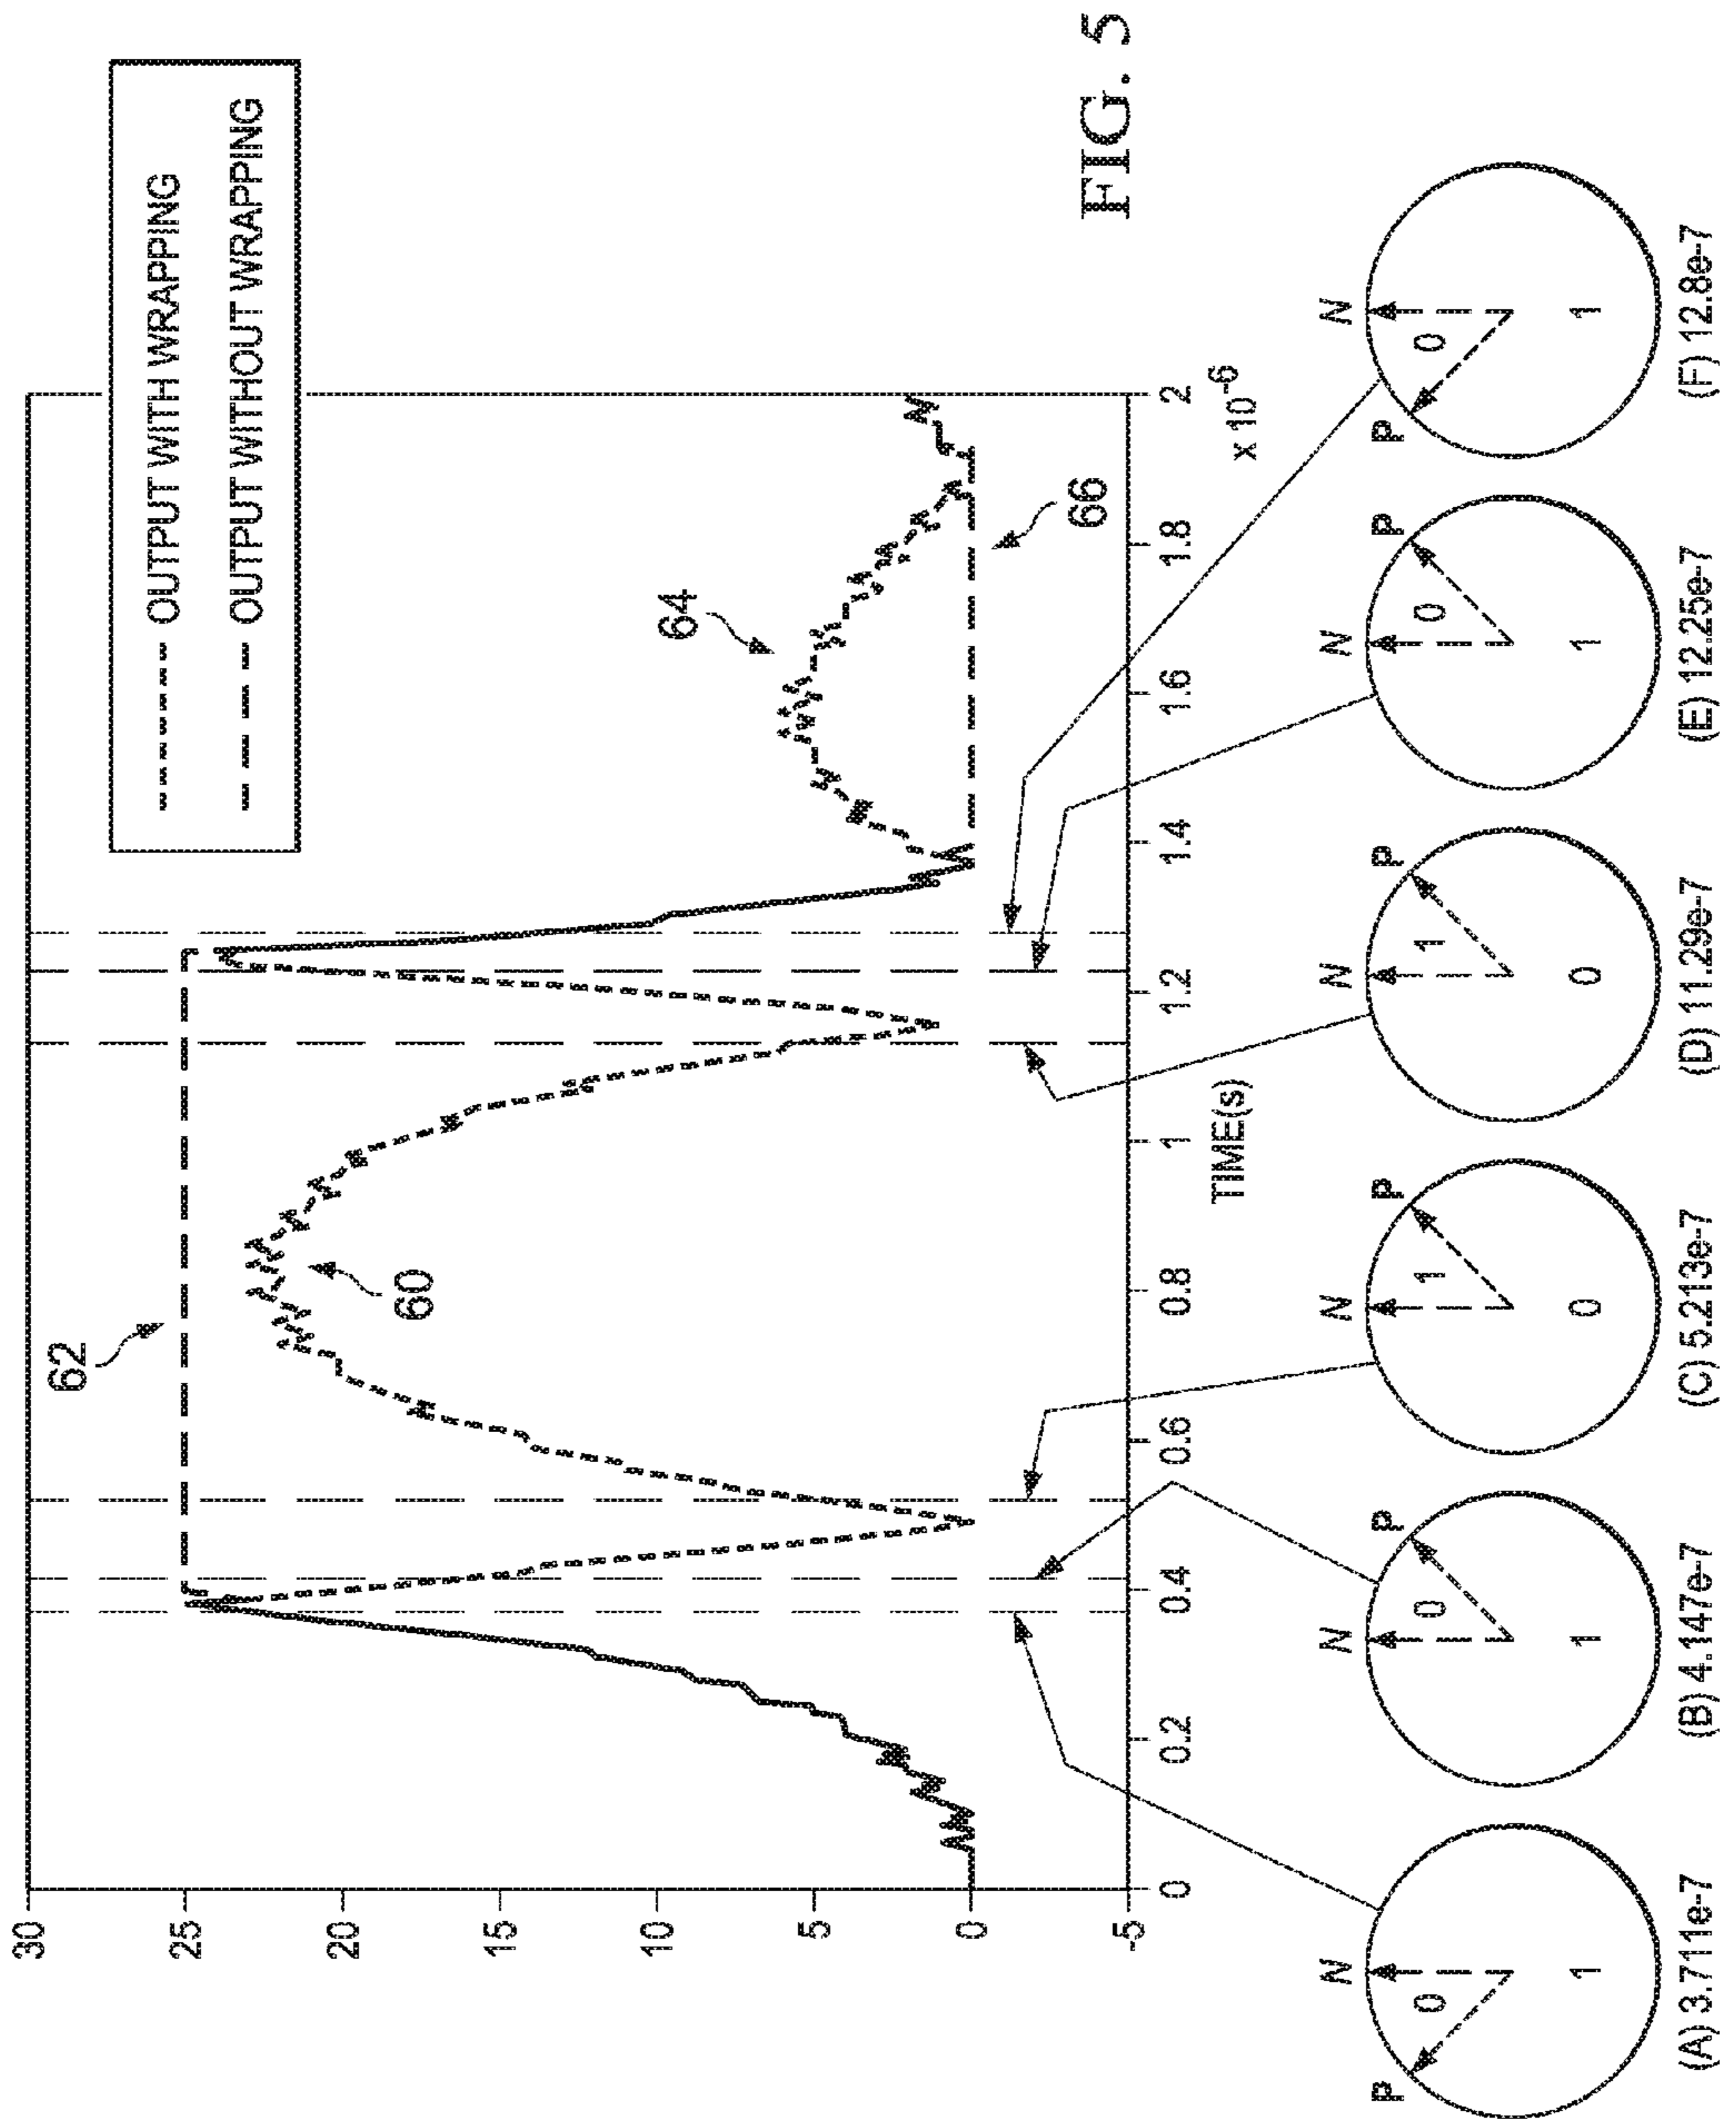 OUTPUT WITH WRAPPING
OUTPUT WITHOUT WRAPPING
30
25
20
15
10
5
0
-5
62
60
64
66
0
0.2
0.4
0.6
0.8
1
1.2
1.4
1.6
1.8
2
x 10-6
TIME(s)
P
N
0
1
(A) 3.711e-7
N
P
0
1
(B) 4.147e-7
N
P
1
0
(C) 5.213e-7
N
P
1
0
(D) 11.29e-7
N
P
0
1
(E) 12.25e-7
P
N
0
1
(F) 12.8e-7
FIG. 5